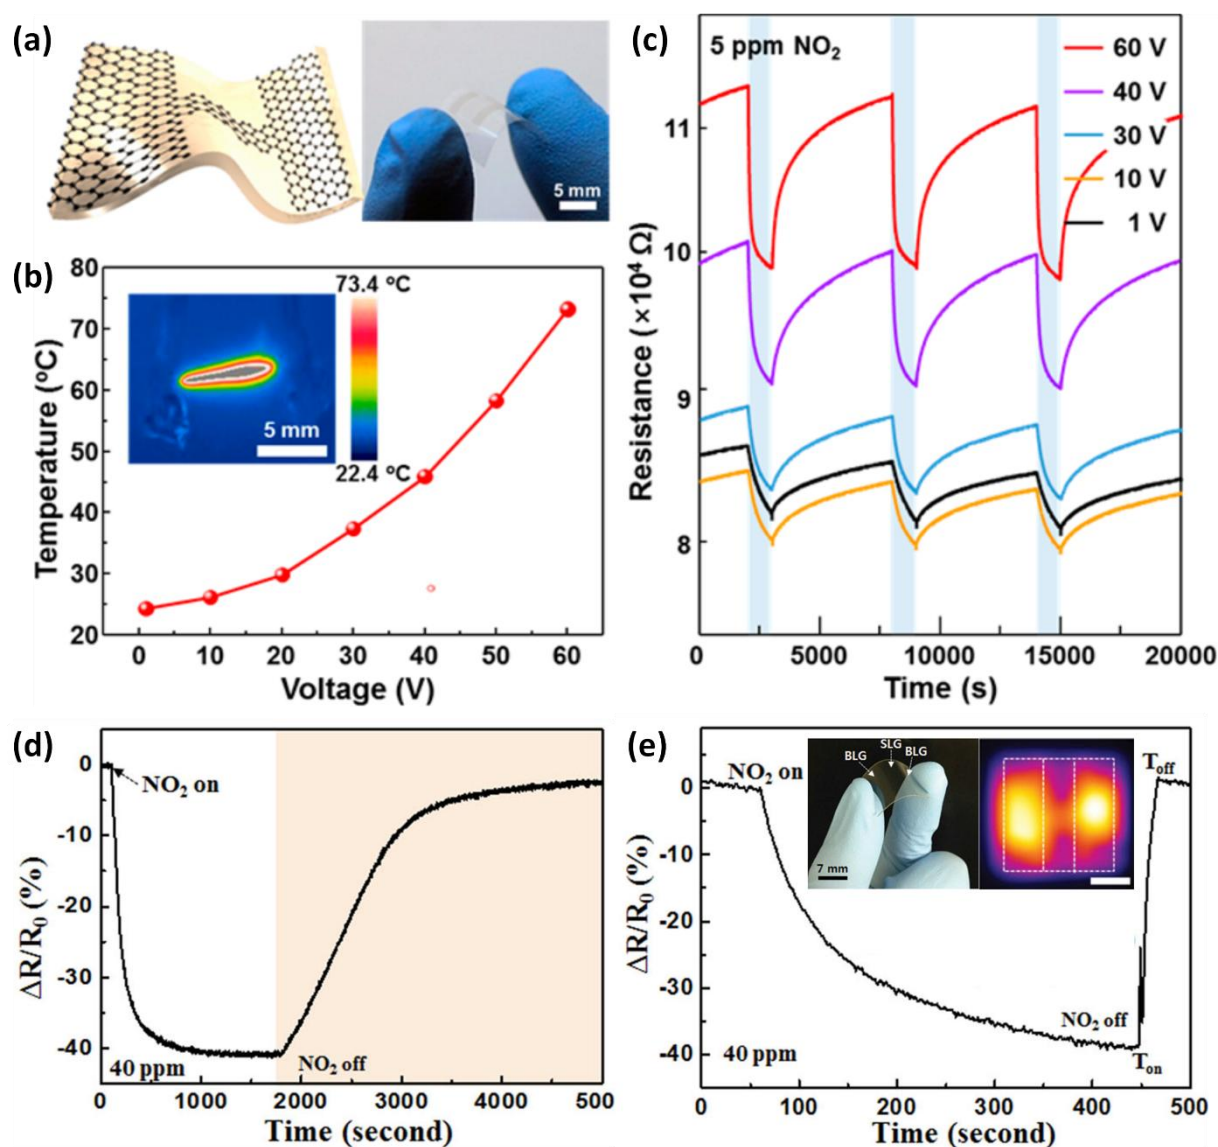 (a)
5 mm
(b)
80
70
60
50
40
30
20
Temperature (ºC)
73.4 ºC
22.4 ºC
5 mm
0 10 20 30 40 50 60
Voltage (V)
(c)
5 ppm NO₂
60 V
40 V
30 V
10 V
1 V
11
10
9
8
Resistance (×10⁴ Ω)
0 5000 10000 15000 20000
Time (s)
(d)
0
-10
-20
-30
-40
ΔR/R₀ (%)
NO₂ on
NO₂ off
40 ppm
0 1000 2000 3000 4000 500
Time (second)
(e)
0
-10
-20
-30
-40
ΔR/R₀ (%)
NO₂ on
BLG SLG BLG
7 mm
Toff
NO₂ off
Ton
40 ppm
0 100 200 300 400 500
Time (second)